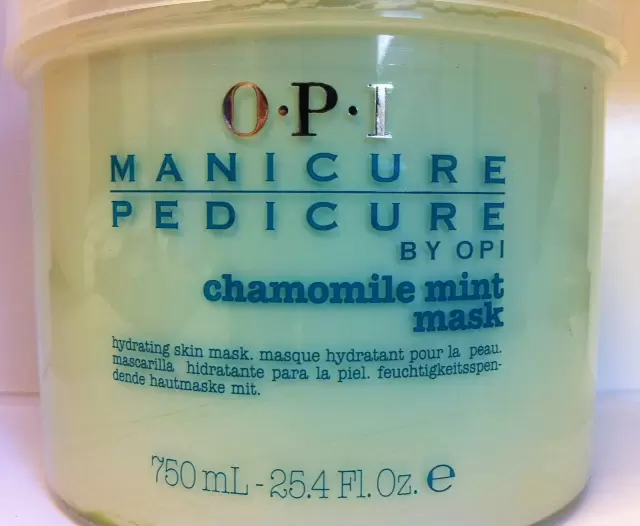 O·P·I
MANICURE
PEDICURE
BY OPI
chamomile mint
mask
hydrating skin mask. masque hydratant pour la peau.
mascarilla hidratante para la piel. feuchtigkeitsspen-
dende hautmaske mit.
750 mL - 25.4 Fl. Oz. ℮